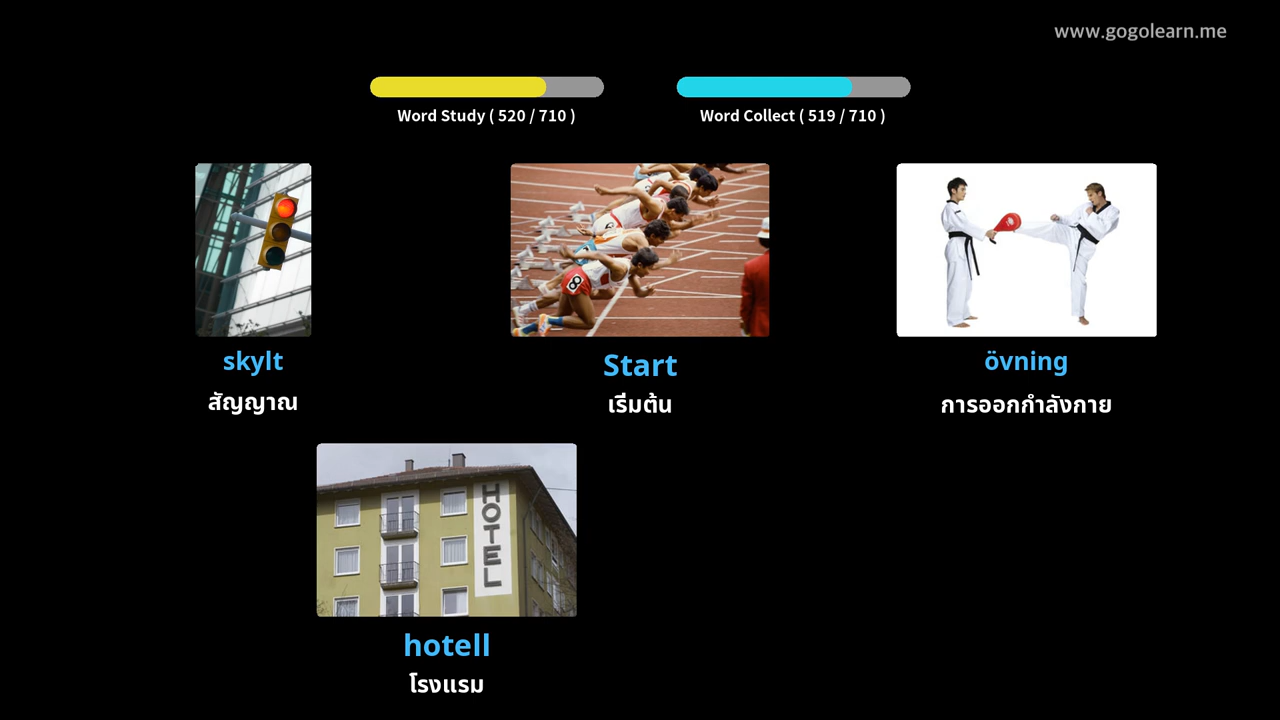 www.gogolearn.me
Word Study ( 520 / 710 )
Word Collect ( 519 / 710 )
skylt
สัญญาณ
8
Start
เริ่มต้น
övning
การออกกำลังกาย
HOTEL
hotell
โรงแรม